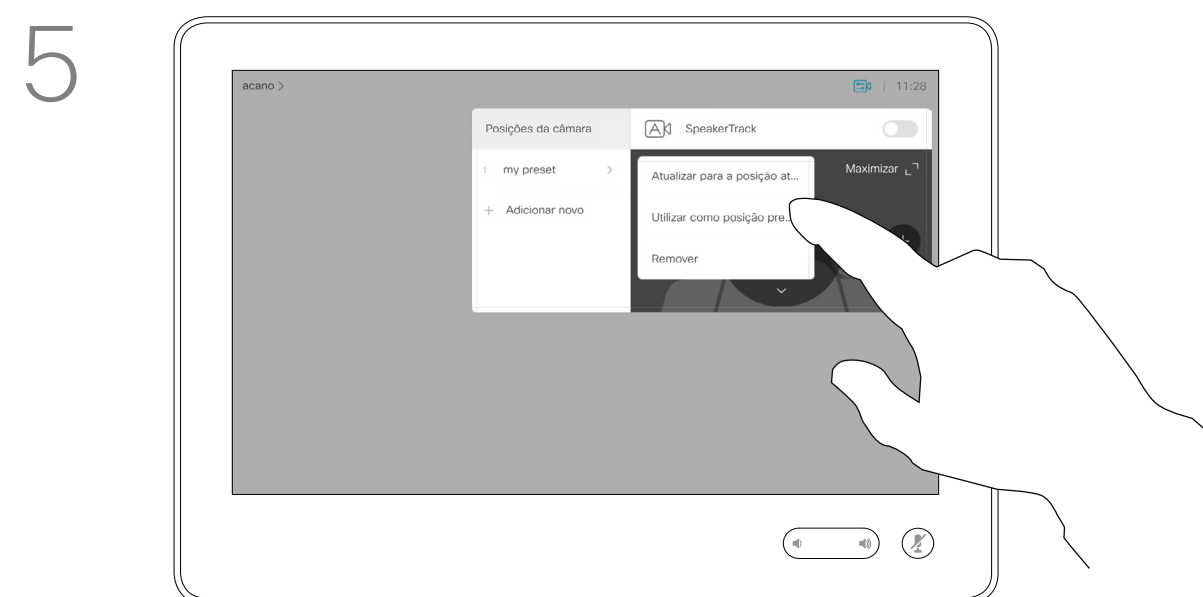 5
acano >
11:28
Posições da câmara
SpeakerTrack
1 my preset >
Atualizar para a posição at...
Maximizar
+ Adicionar novo
Utilizar como posição pre...
Remover